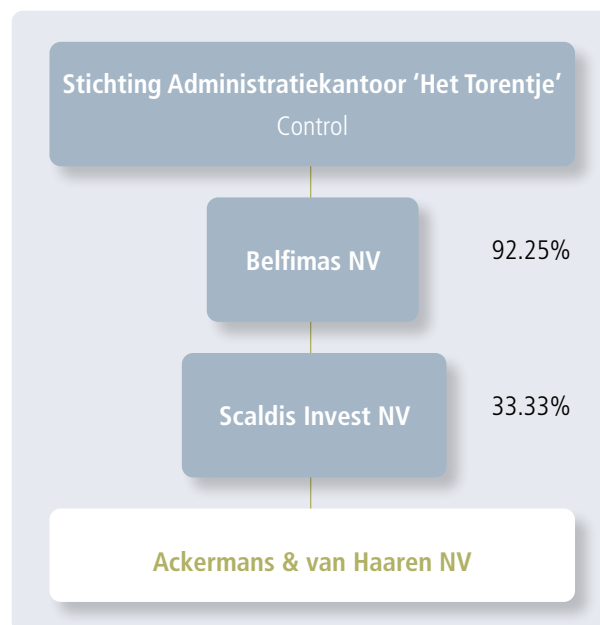 Stichting Administratiekantoor ‘Het Torentje’
Control
Belfimas NV
92.25%
Scaldis Invest NV
33.33%
Ackermans & van Haaren NV